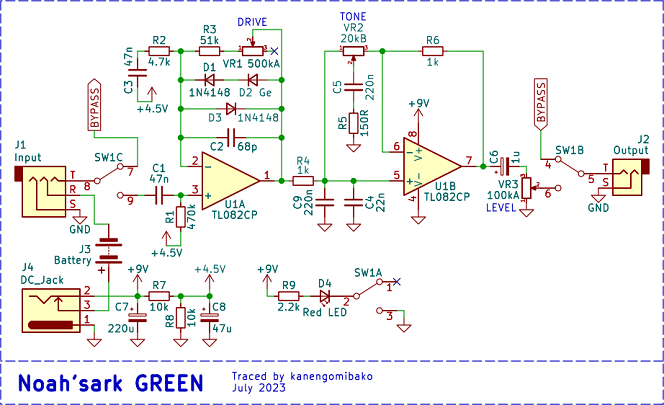 DRIVE
TONE
47n
R2
4.7k
R3
51k
VR1 500kA
VR2
20kB
R6
1k
C3
+4.5V
D1
1N4148
D2 Ge
D3
1N4148
C5
220n
R5
150R
+9V
BYPASS
BYPASS
C2
68p
J1
Input
T
R
S
GND
SW1C
7
8
9
C1
47n
2
3
1
U1A
TL082CP
R1
470k
+4.5V
R4
1k
C9
220n
C4
22n
6
5
8
V+
V-
4
7
U1B
TL082CP
C6
1u
VR3
100kA
LEVEL
SW1B
4
5
6
J2
Output
T
S
GND
J3
Battery
J4
DC_Jack
2
3
1
+9V
R7
10k
+4.5V
C7
220u
R8
10k
C8
47u
+9V
R9
2.2k
D4
Red LED
SW1A
2
1
3
Noah'sark GREEN
Traced by kanengomibako
July 2023